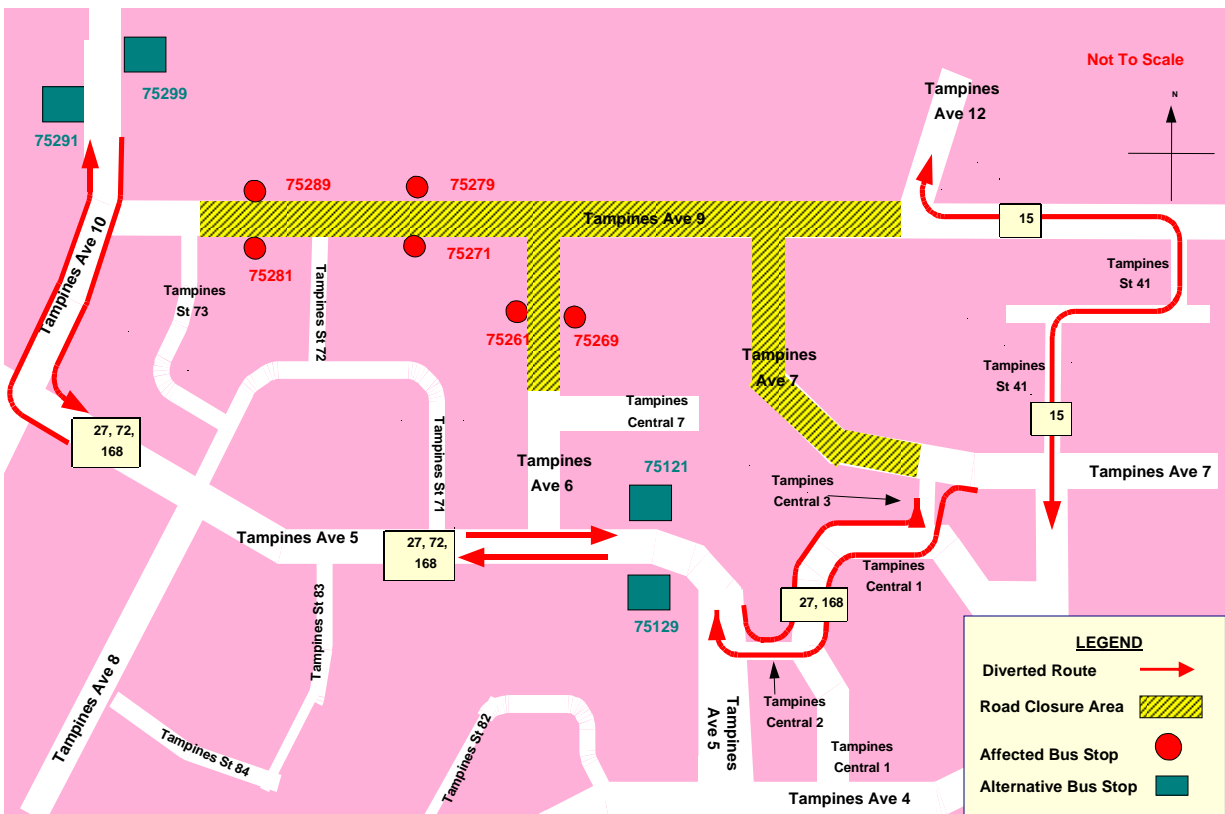 Not To Scale
N
75299
75291
Tampines
Ave 12
75289
75279
Tampines Ave 9
15
Tampines Ave 10
75281
75271
Tampines
St 41
Tampines
St 73
Tampines St 72
75261
75269
Tampines
Ave 7
Tampines
St 41
15
Tampines
Central 7
27, 72,
168
Tampines St 71
Tampines
Ave 6
75121
Tampines
Central 3
Tampines Ave 7
Tampines Ave 5
27, 72,
168
Tampines
Central 1
Tampines St 83
75129
27, 168
Tampines Ave 8
Tampines St 84
Tampines St 82
Tampines
Ave 5
Tampines
Central 2
Tampines
Central 1
Tampines Ave 4
LEGEND
Diverted Route
Road Closure Area
Affected Bus Stop
Alternative Bus Stop